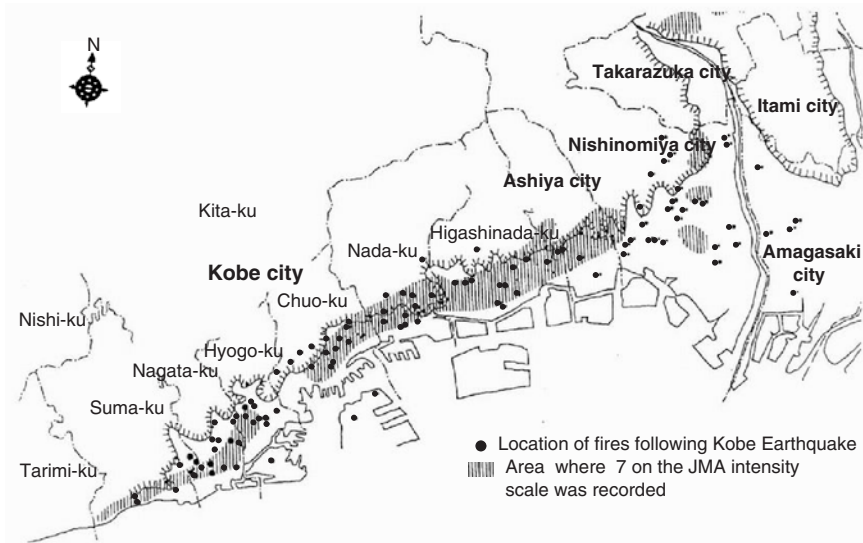 N
Takarazuka city
Itami city
Nishinomiya city
Ashiya city
Kita-ku
Higashinada-ku
Nada-ku
Kobe city
Amagasaki
city
Chuo-ku
Nishi-ku
Hyogo-ku
Nagata-ku
Suma-ku
Tarimi-ku
Location of fires following Kobe Earthquake
Area where 7 on the JMA intensity
scale was recorded